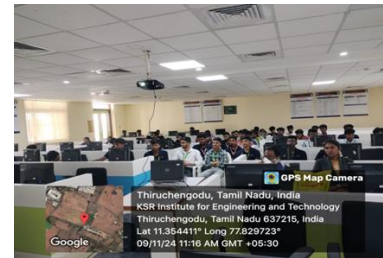 GPS Map Camera
Thiruchengodu, Tamil Nadu, India
KSR Institute for Engineering and Technology
Thiruchengodu, Tamil Nadu 637215, India
Lat 11.354411° Long 77.829723°
09/11/24 11:16 AM GMT +05:30
Google